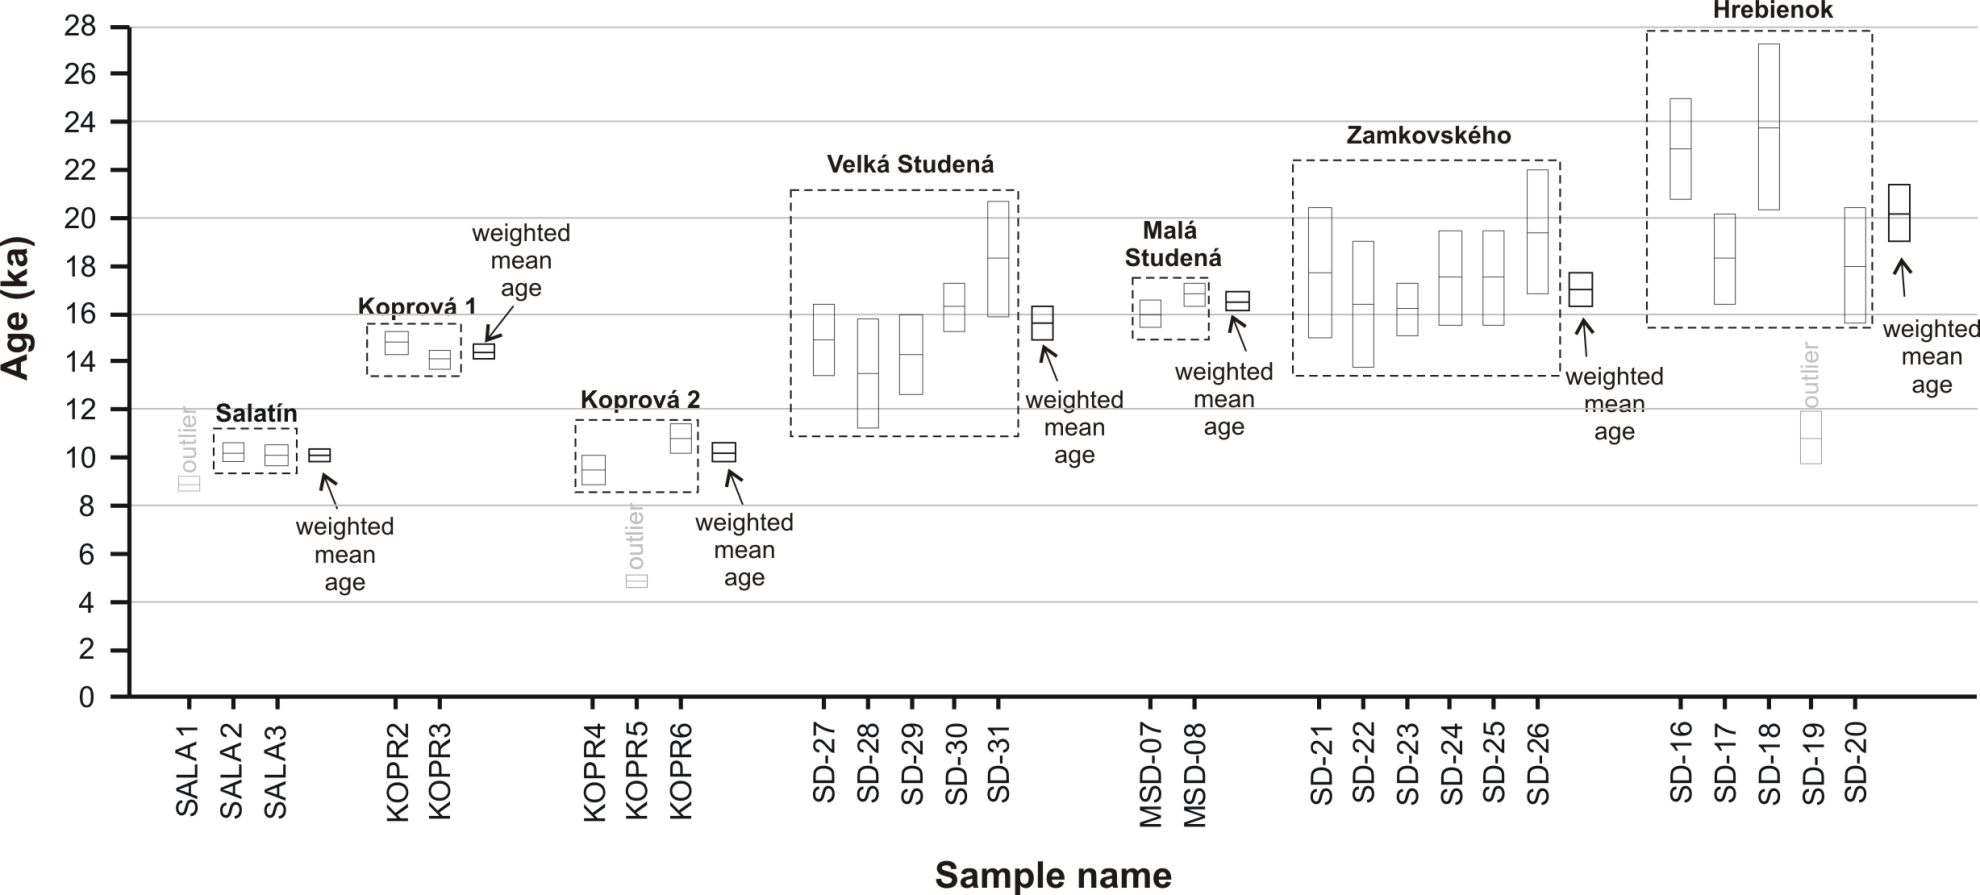 Age (ka)
28
26
24
22
20
18
16
14
12
10
8
6
4
2
0
outlier
Salatín
weighted
mean
age
Koprová 1
weighted
mean
age
Koprová 2
outlier
weighted
mean
age
Velká Studená
weighted
mean
age
Malá
Studená
weighted
mean
age
Zamkovského
weighted
mean
age
Hrebienok
outlier
weighted
mean
age
SALA1
SALA2
SALA3
KOPR2
KOPR3
KOPR4
KOPR5
KOPR6
SD-27
SD-28
SD-29
SD-30
SD-31
MSD-07
MSD-08
SD-21
SD-22
SD-23
SD-24
SD-25
SD-26
SD-16
SD-17
SD-18
SD-19
SD-20
Sample name